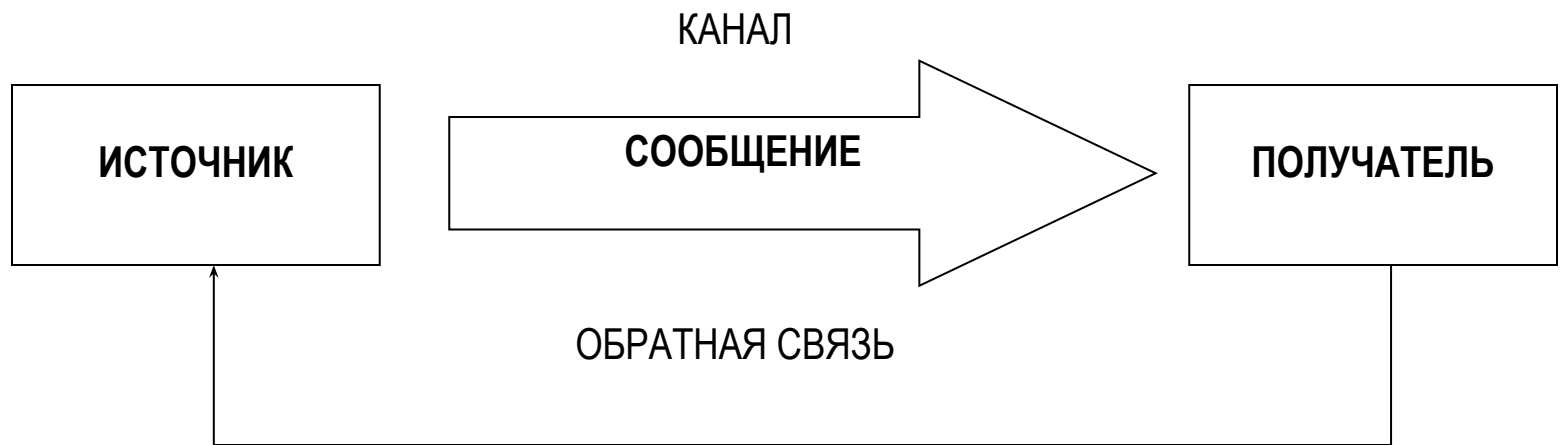 КАНАЛ
ИСТОЧНИК
СООБЩЕНИЕ
ПОЛУЧАТЕЛЬ
ОБРАТНАЯ СВЯЗЬ